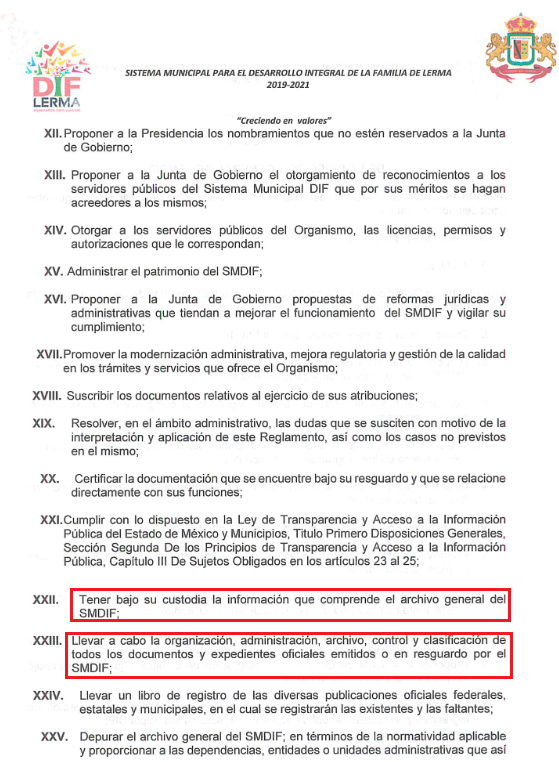 DIF
LERMA
SISTEMA MUNICIPAL PARA EL DESARROLLO INTEGRAL DE LA FAMILIA DE LERMA
2019-2021
"Creciendo en valores"
XII. Proponer a la Presidencia los nombramientos que no estén reservados a la Junta
de Gobierno;
XIII. Proponer a la Junta de Gobierno el otorgamiento de reconocimientos a los
servidores públicos del Sistema Municipal DIF que por sus méritos se hagan
acreedores a los mismos;
XIV. Otorgar a los servidores públicos del Organismo, las licencias, permisos y
autorizaciones que le correspondan;
XV. Administrar el patrimonio del SMDIF;
XVI. Proponer a la Junta de Gobierno propuestas de reformas jurídicas y
administrativas que tiendan a mejorar el funcionamiento del SMDIF y vigilar su
cumplimiento;
XVII. Promover la modernización administrativa, mejora regulatoria y gestión de la calidad
en los trámites y servicios que ofrece el Organismo;
XVIII. Suscribir los documentos relativos al ejercicio de sus atribuciones;
XIX. Resolver, en el ámbito administrativo, las dudas que se susciten con motivo de la
interpretación y aplicación de este Reglamento, así como los casos no previstos
en el mismo;
XX. Certificar la documentación que se encuentre bajo su resguardo y que se relacione
directamente con sus funciones;
XXI. Cumplir con lo dispuesto en la Ley de Transparencia y Acceso a la Información
Pública del Estado de México y Municipios, Título Primero Disposiciones Generales,
Sección Segunda De los Principios de Transparencia y Acceso a la Información
Pública, Capítulo III De Sujetos Obligados en los artículos 23 al 25;
XXII. Tener bajo su custodia la información que comprende el archivo general del
SMDIF;
XXIII. Llevar a cabo la organización, administración, archivo, control y clasificación de
todos los documentos y expedientes oficiales emitidos o en resguardo por el
SMDIF;
XXIV. Llevar un libro de registro de las diversas publicaciones oficiales federales,
estatales y municipales, en el cual se registrarán las existentes y las faltantes;
XXV. Depurar el archivo general del SMDIF; en términos de la normatividad aplicable
y proporcionar a las dependencias, entidades o unidades administrativas que así